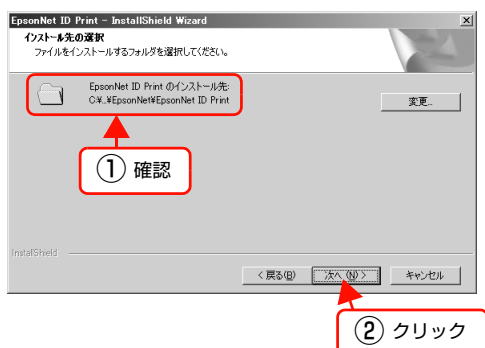 EpsonNet ID Print - InstallShield Wizard
インストール先の選択
ファイルをインストールするフォルダを選択してください。
EpsonNet ID Print のインストール先:
C:¥..¥EpsonNet¥EpsonNet ID Print
変更...
① 確認
InstallShield
< 戻る(B)
次へ(N) >
キャンセル
② クリック